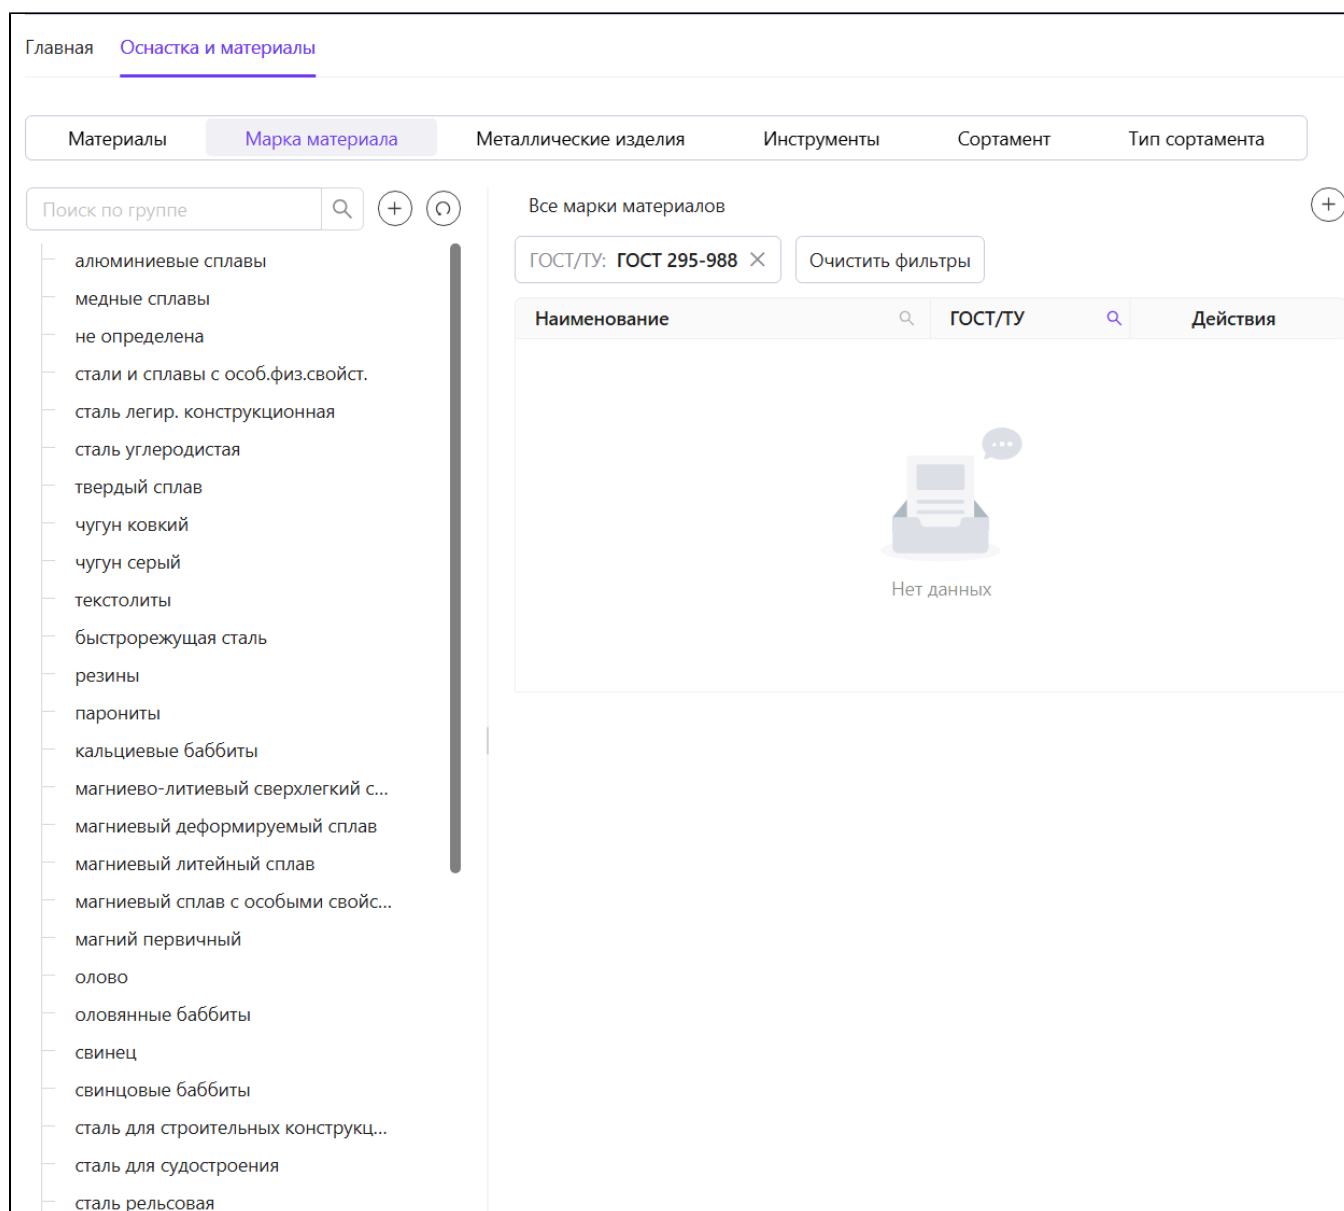 Главная Оснастка и материалы
Материалы Марка материала Металлические изделия Инструменты Сортамент Тип сортамента
Поиск по группе
алюминиевые сплавы
медные сплавы
не определена
стали и сплавы с особ.физ.свойст.
сталь легир. конструкционная
сталь углеродистая
твердый сплав
чугун ковкий
чугун серый
текстолиты
быстрорежущая сталь
резины
парониты
кальциевые баббиты
магниево-литиевый сверхлегкий с...
магниевый деформируемый сплав
магниевый литейный сплав
магниевый сплав с особыми свойс...
магний первичный
олово
оловянные баббиты
свинец
свинцовые баббиты
сталь для строительных конструкц...
сталь для судостроения
сталь рельсовая
Все марки материалов
ГОСТ/ТУ: ГОСТ 295-988 Очистить фильтры
Наименование ГОСТ/ТУ Действия
Нет данных